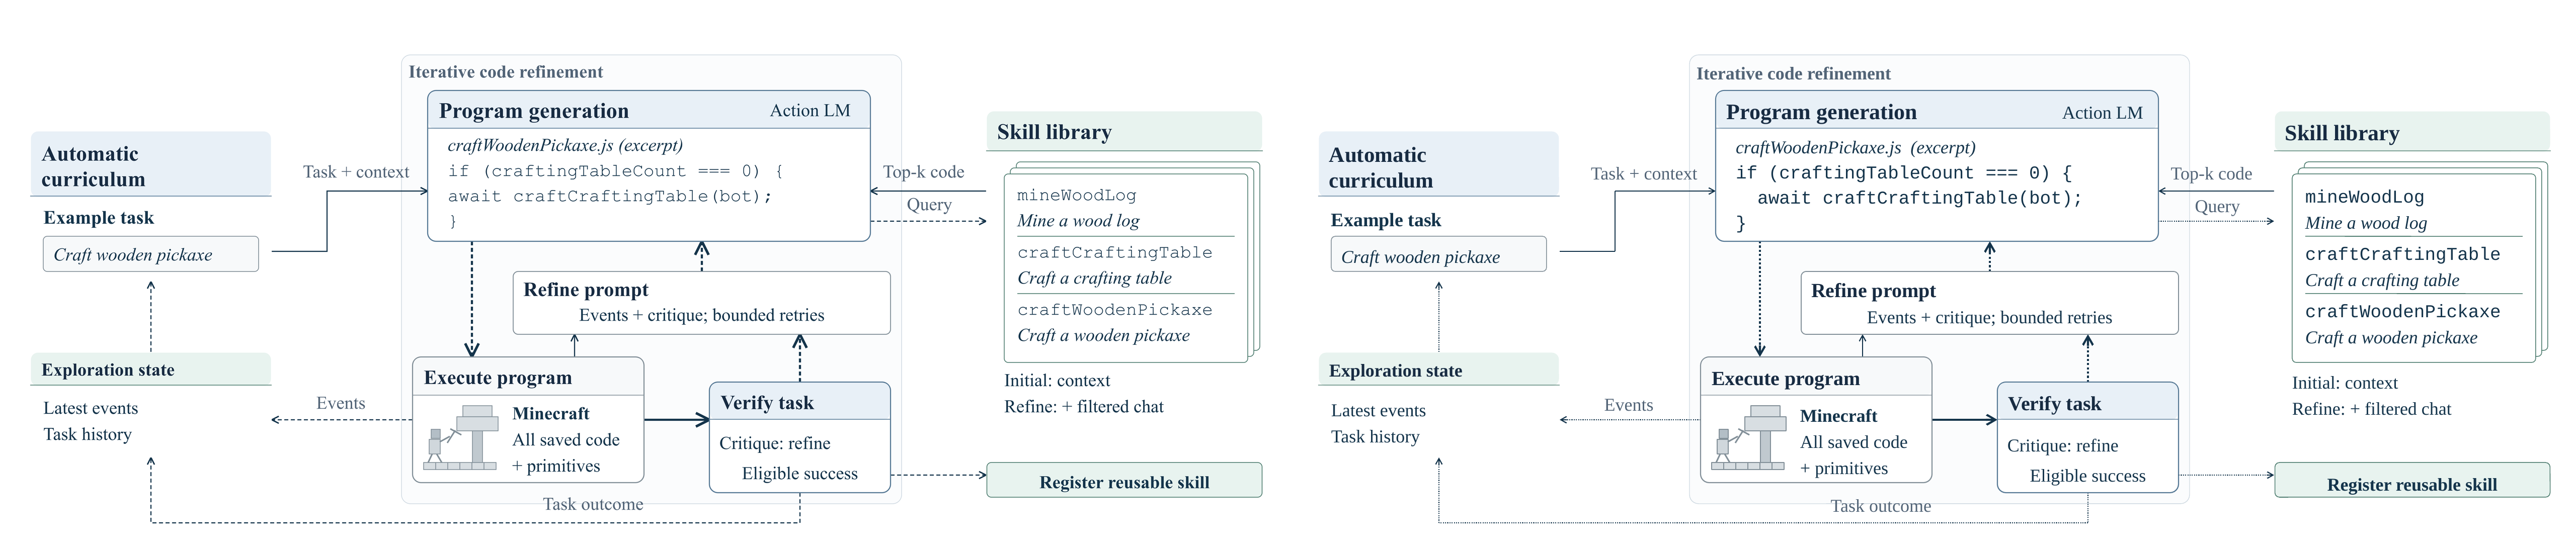 Iterative code refinement
Program generation
Action LM
craftWoodenPickaxe.js (excerpt)
if (craftingTableCount === 0) {
await craftCraftingTable(bot);
}
Automatic
curriculum
Example task
Craft wooden pickaxe
Task + context
Top-k code
Query
Skill library
mineWoodLog
Mine a wood log
craftCraftingTable
Craft a crafting table
craftWoodenPickaxe
Craft a wooden pickaxe
Initial: context
Refine: + filtered chat
Refine prompt
Events + critique; bounded retries
Exploration state
Latest events
Task history
Events
Execute program
Minecraft
All saved code
+ primitives
Verify task
Critique: refine
Eligible success
Register reusable skill
Task outcome
Iterative code refinement
Program generation
Action LM
craftWoodenPickaxe.js (excerpt)
if (craftingTableCount === 0) {
  await craftCraftingTable(bot);
}
Automatic
curriculum
Example task
Craft wooden pickaxe
Task + context
Top-k code
Query
Skill library
mineWoodLog
Mine a wood log
craftCraftingTable
Craft a crafting table
craftWoodenPickaxe
Craft a wooden pickaxe
Initial: context
Refine: + filtered chat
Refine prompt
Events + critique; bounded retries
Exploration state
Latest events
Task history
Events
Execute program
Minecraft
All saved code
+ primitives
Verify task
Critique: refine
Eligible success
Register reusable skill
Task outcome